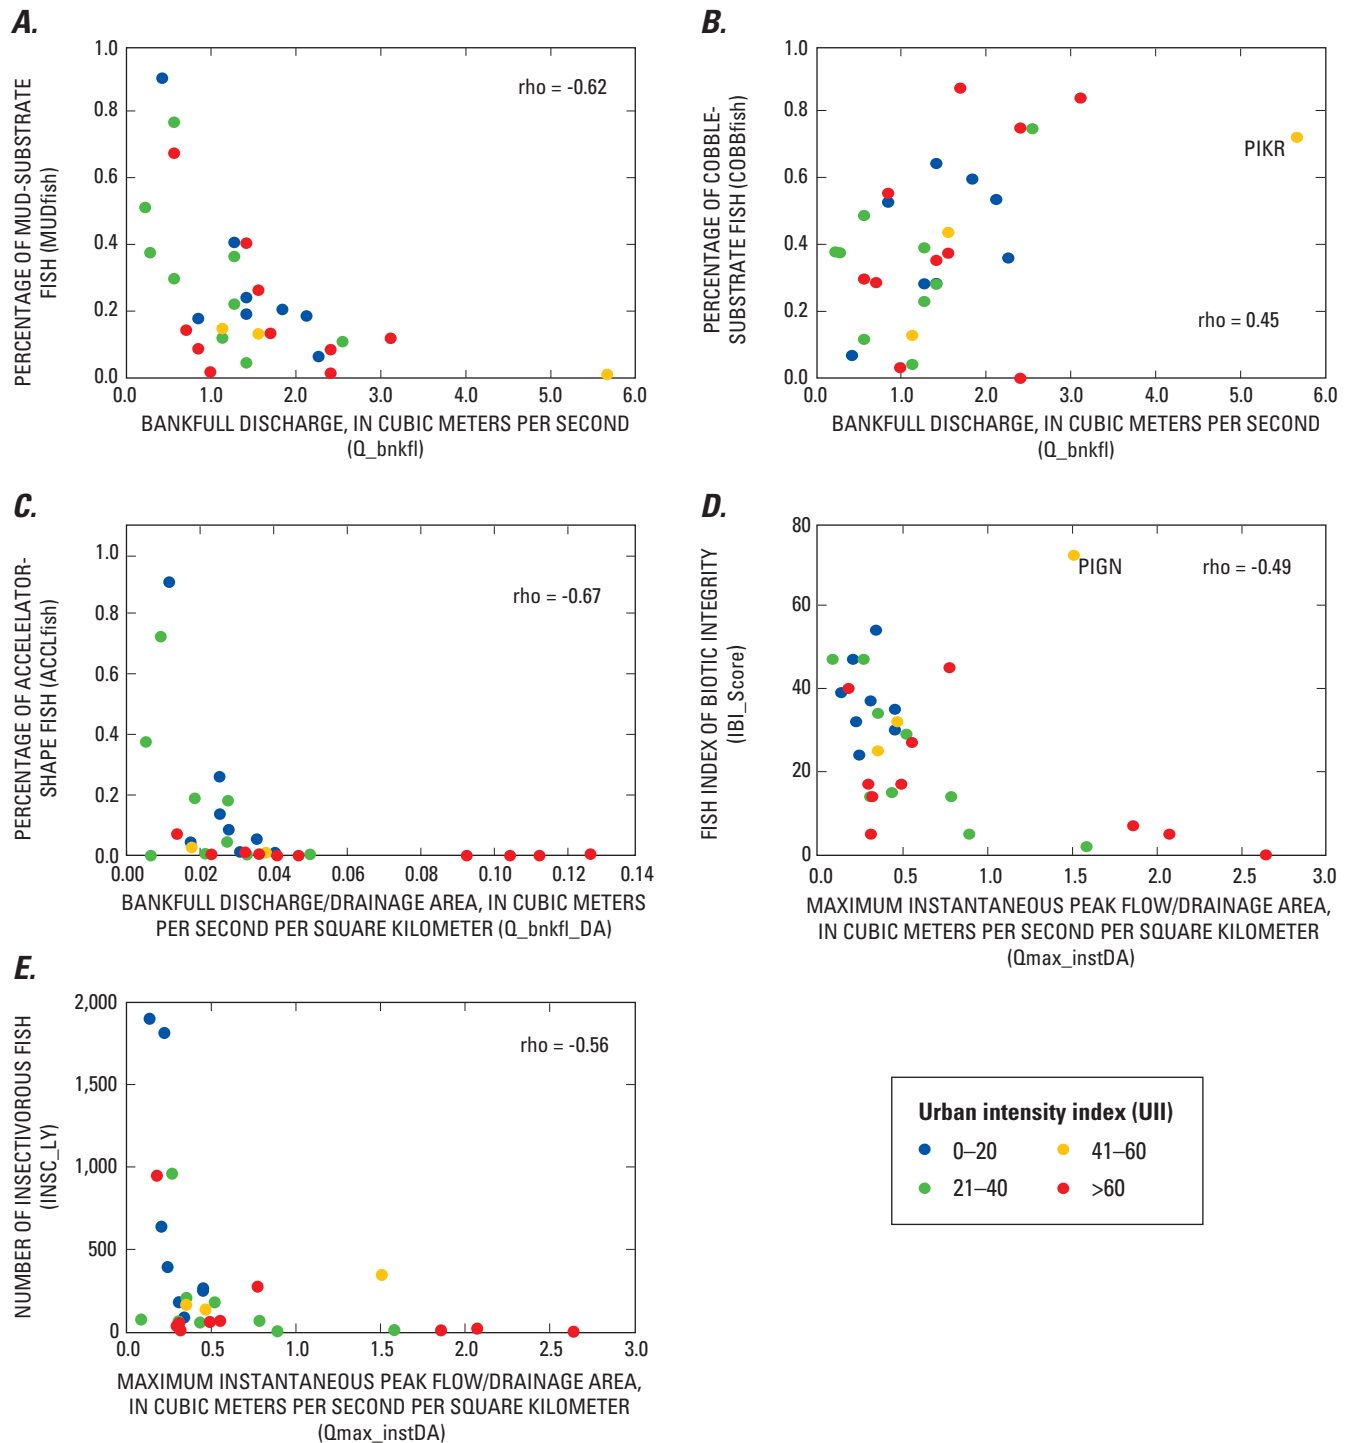 A.
PERCENTAGE OF MUD-SUBSTRATE
FISH (MUDfish)
1.0
0.8
0.6
0.4
0.2
0.0
rho = -0.62
0.0 1.0 2.0 3.0 4.0 5.0 6.0
BANKFULL DISCHARGE, IN CUBIC METERS PER SECOND
(Q_bnkfl)
B.
PERCENTAGE OF COBBLE-
SUBSTRATE FISH (COBBfish)
1.0
0.8
0.6
0.4
0.2
0.0
PIKR
rho = 0.45
0.0 1.0 2.0 3.0 4.0 5.0 6.0
BANKFULL DISCHARGE, IN CUBIC METERS PER SECOND
(Q_bnkfl)
C.
PERCENTAGE OF ACCELELATOR-
SHAPE FISH (ACCLfish)
1.0
0.8
0.6
0.4
0.2
0.0
rho = -0.67
0.00 0.02 0.04 0.06 0.08 0.10 0.12 0.14
BANKFULL DISCHARGE/DRAINAGE AREA, IN CUBIC METERS
PER SECOND PER SQUARE KILOMETER (Q_bnkfl_DA)
D.
FISH INDEX OF BIOTIC INTEGRITY
(IBI_Score)
80
60
40
20
0
PIGN
rho = -0.49
0.0 0.5 1.0 1.5 2.0 2.5 3.0
MAXIMUM INSTANTANEOUS PEAK FLOW/DRAINAGE AREA,
IN CUBIC METERS PER SECOND PER SQUARE KILOMETER
(Qmax_instDA)
E.
NUMBER OF INSECTIVOROUS FISH
(INSC_LY)
2,000
1,500
1,000
500
0
rho = -0.56
0.0 0.5 1.0 1.5 2.0 2.5 3.0
MAXIMUM INSTANTANEOUS PEAK FLOW/DRAINAGE AREA,
IN CUBIC METERS PER SECOND PER SQUARE KILOMETER
(Qmax_instDA)
Urban intensity index (UII)
0–20 41–60
21–40 >60